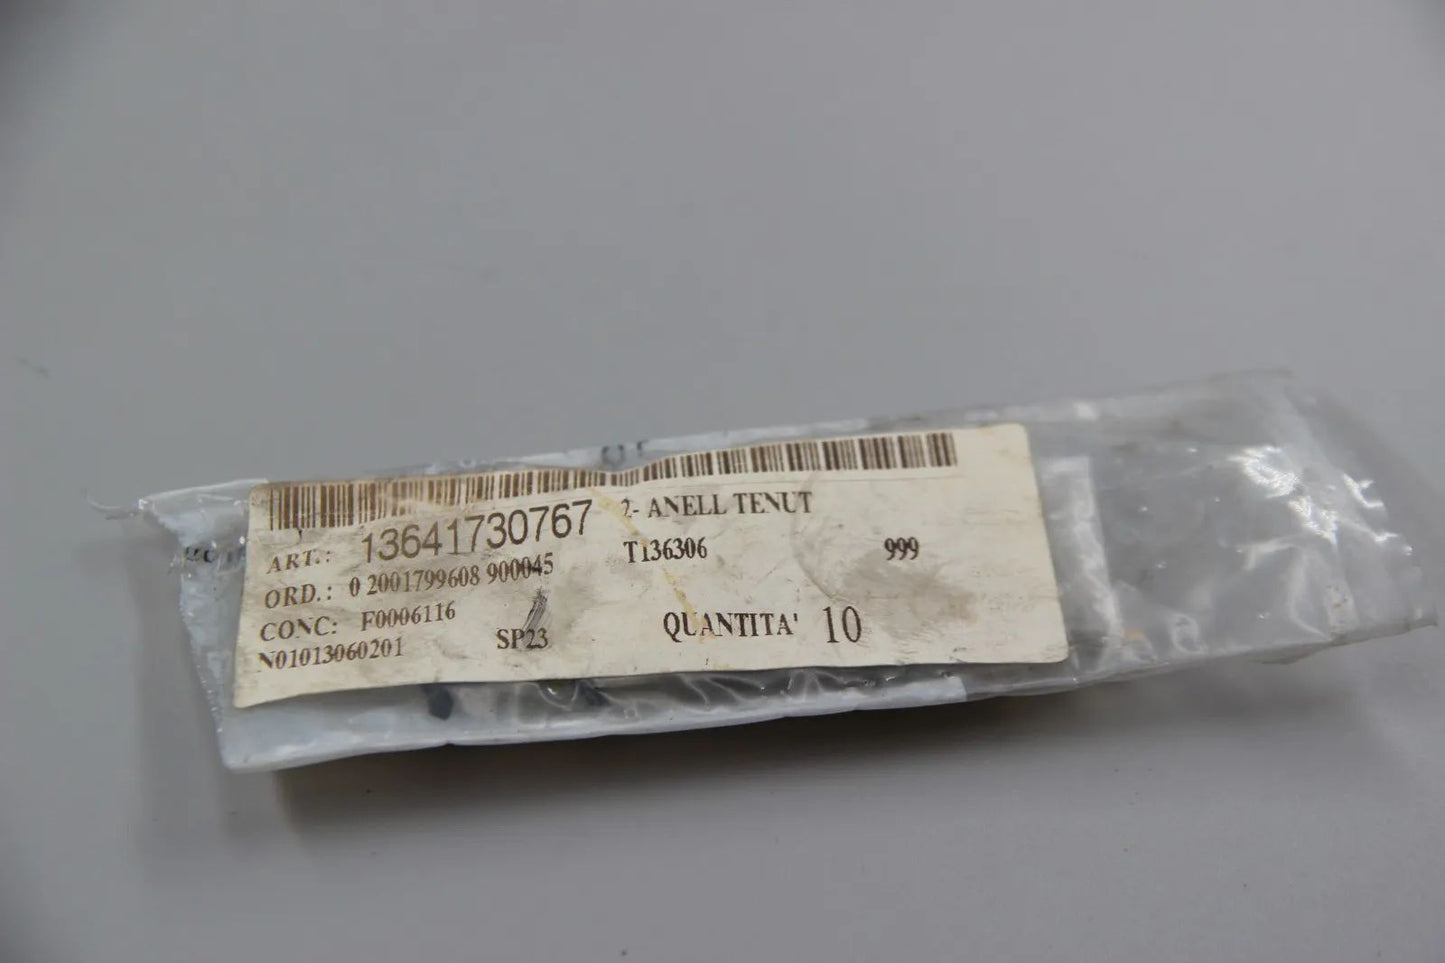 ART.: 13641730767 2- ANELL TENUT
ORD.: 0 2001799608 900045 T136306 999
CONC: F0006116
N01013060201 SP23 QUANTITA' 10